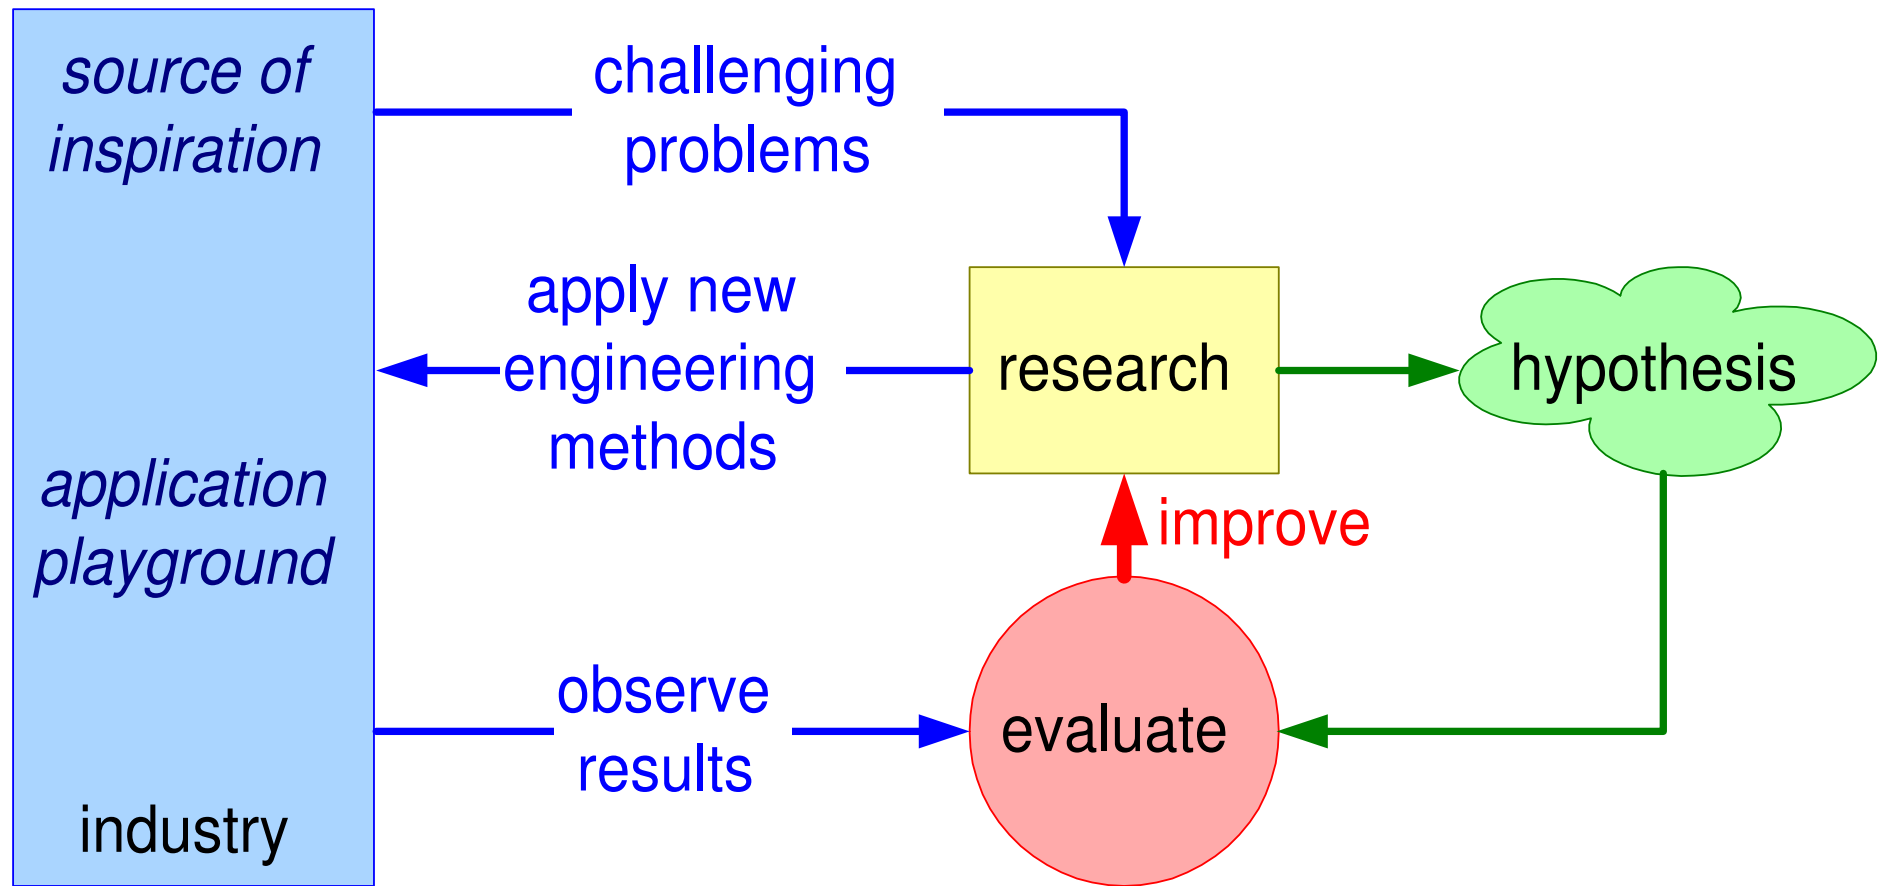 source of
inspiration
application
playground
industry
challenging
problems
apply new
engineering
methods
observe
results
research
improve
evaluate
hypothesis